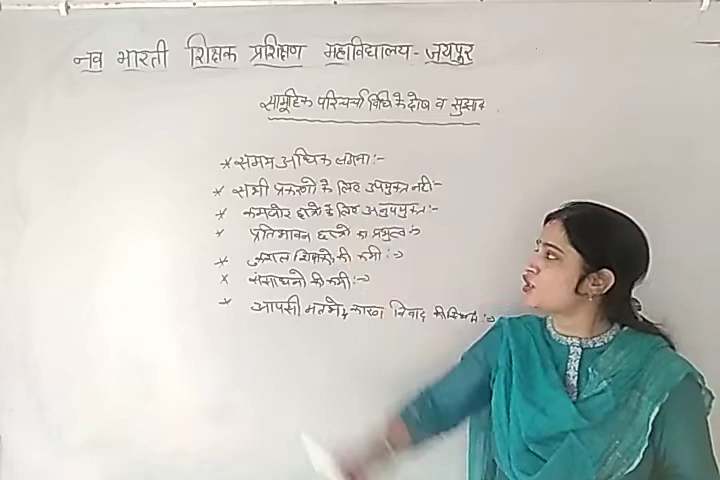 नव भारती शिक्षक प्रशिक्षण महाविद्यालय - जयपुर
सामूहिक परिचर्चा विधि के दोष व सुझाव
* समय अधिक लगना :-
* सभी प्रकरणो के लिए उपयुक्त नही :-
* कमजोर छात्रो के लिए अनुपयुक्त :-
* प्रतिभावन छात्रो का प्रभुत्व :->
* कुशल शिक्षको की कमी :->
* संसाधनो की कमी :->
* आपसी मतभेद के कारण विवाद की स्थिति :->